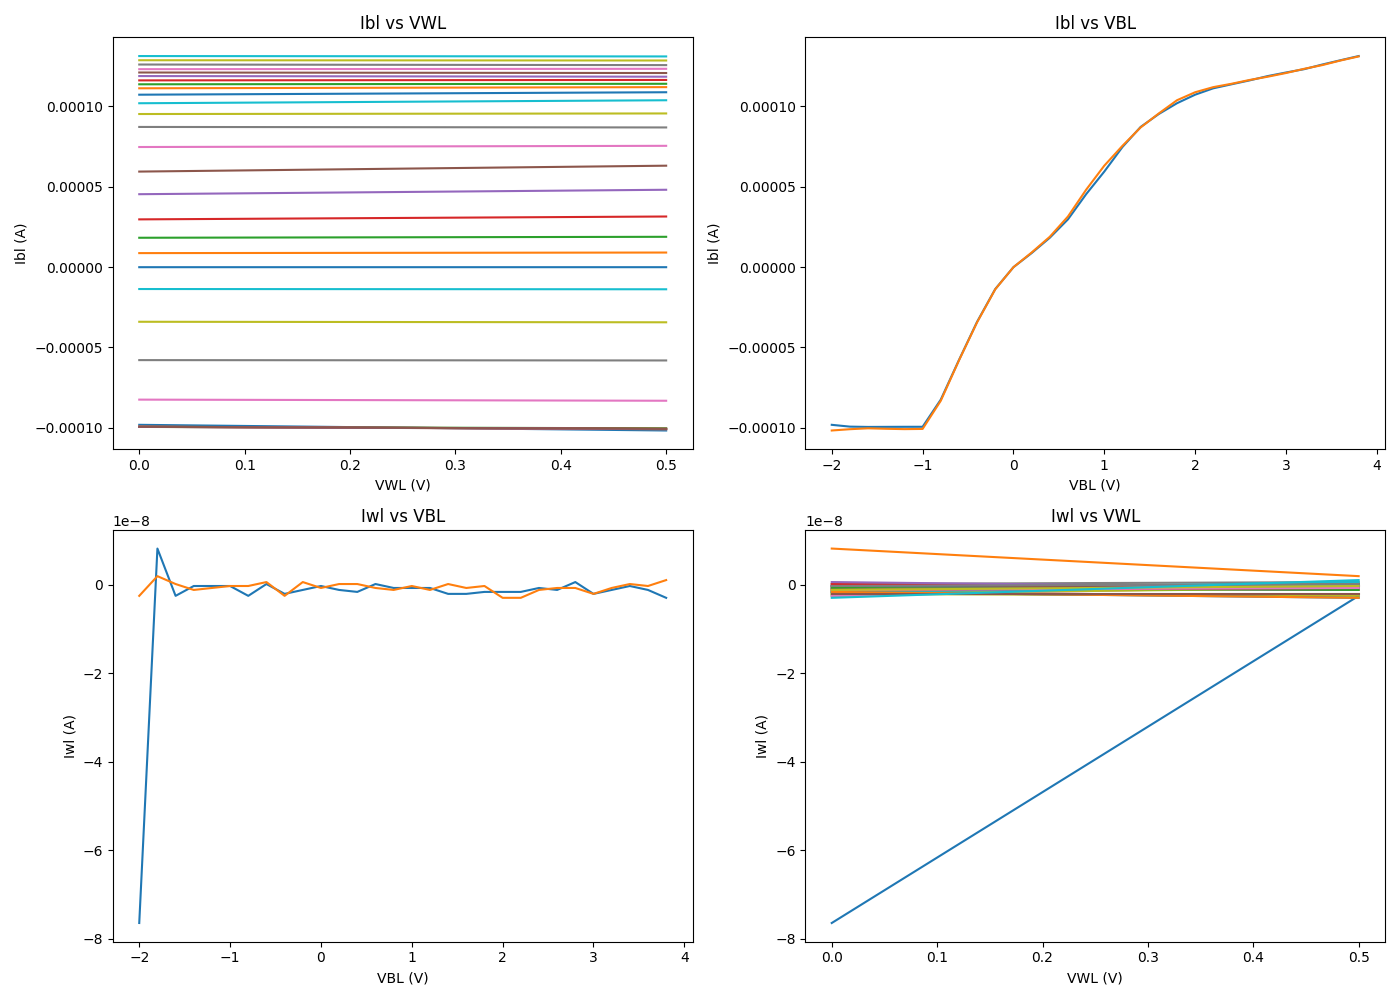 Ibl vs VWL
Ibl (A)
0.00010
0.00005
0.00000
−0.00005
−0.00010
0.0 0.1 0.2 0.3 0.4 0.5
VWL (V)
Ibl vs VBL
Ibl (A)
0.00010
0.00005
0.00000
−0.00005
−0.00010
−2 −1 0 1 2 3 4
VBL (V)
Iwl vs VBL
1e−8
Iwl (A)
0
−2
−4
−6
−8
−2 −1 0 1 2 3 4
VBL (V)
Iwl vs VWL
1e−8
Iwl (A)
0
−2
−4
−6
−8
0.0 0.1 0.2 0.3 0.4 0.5
VWL (V)